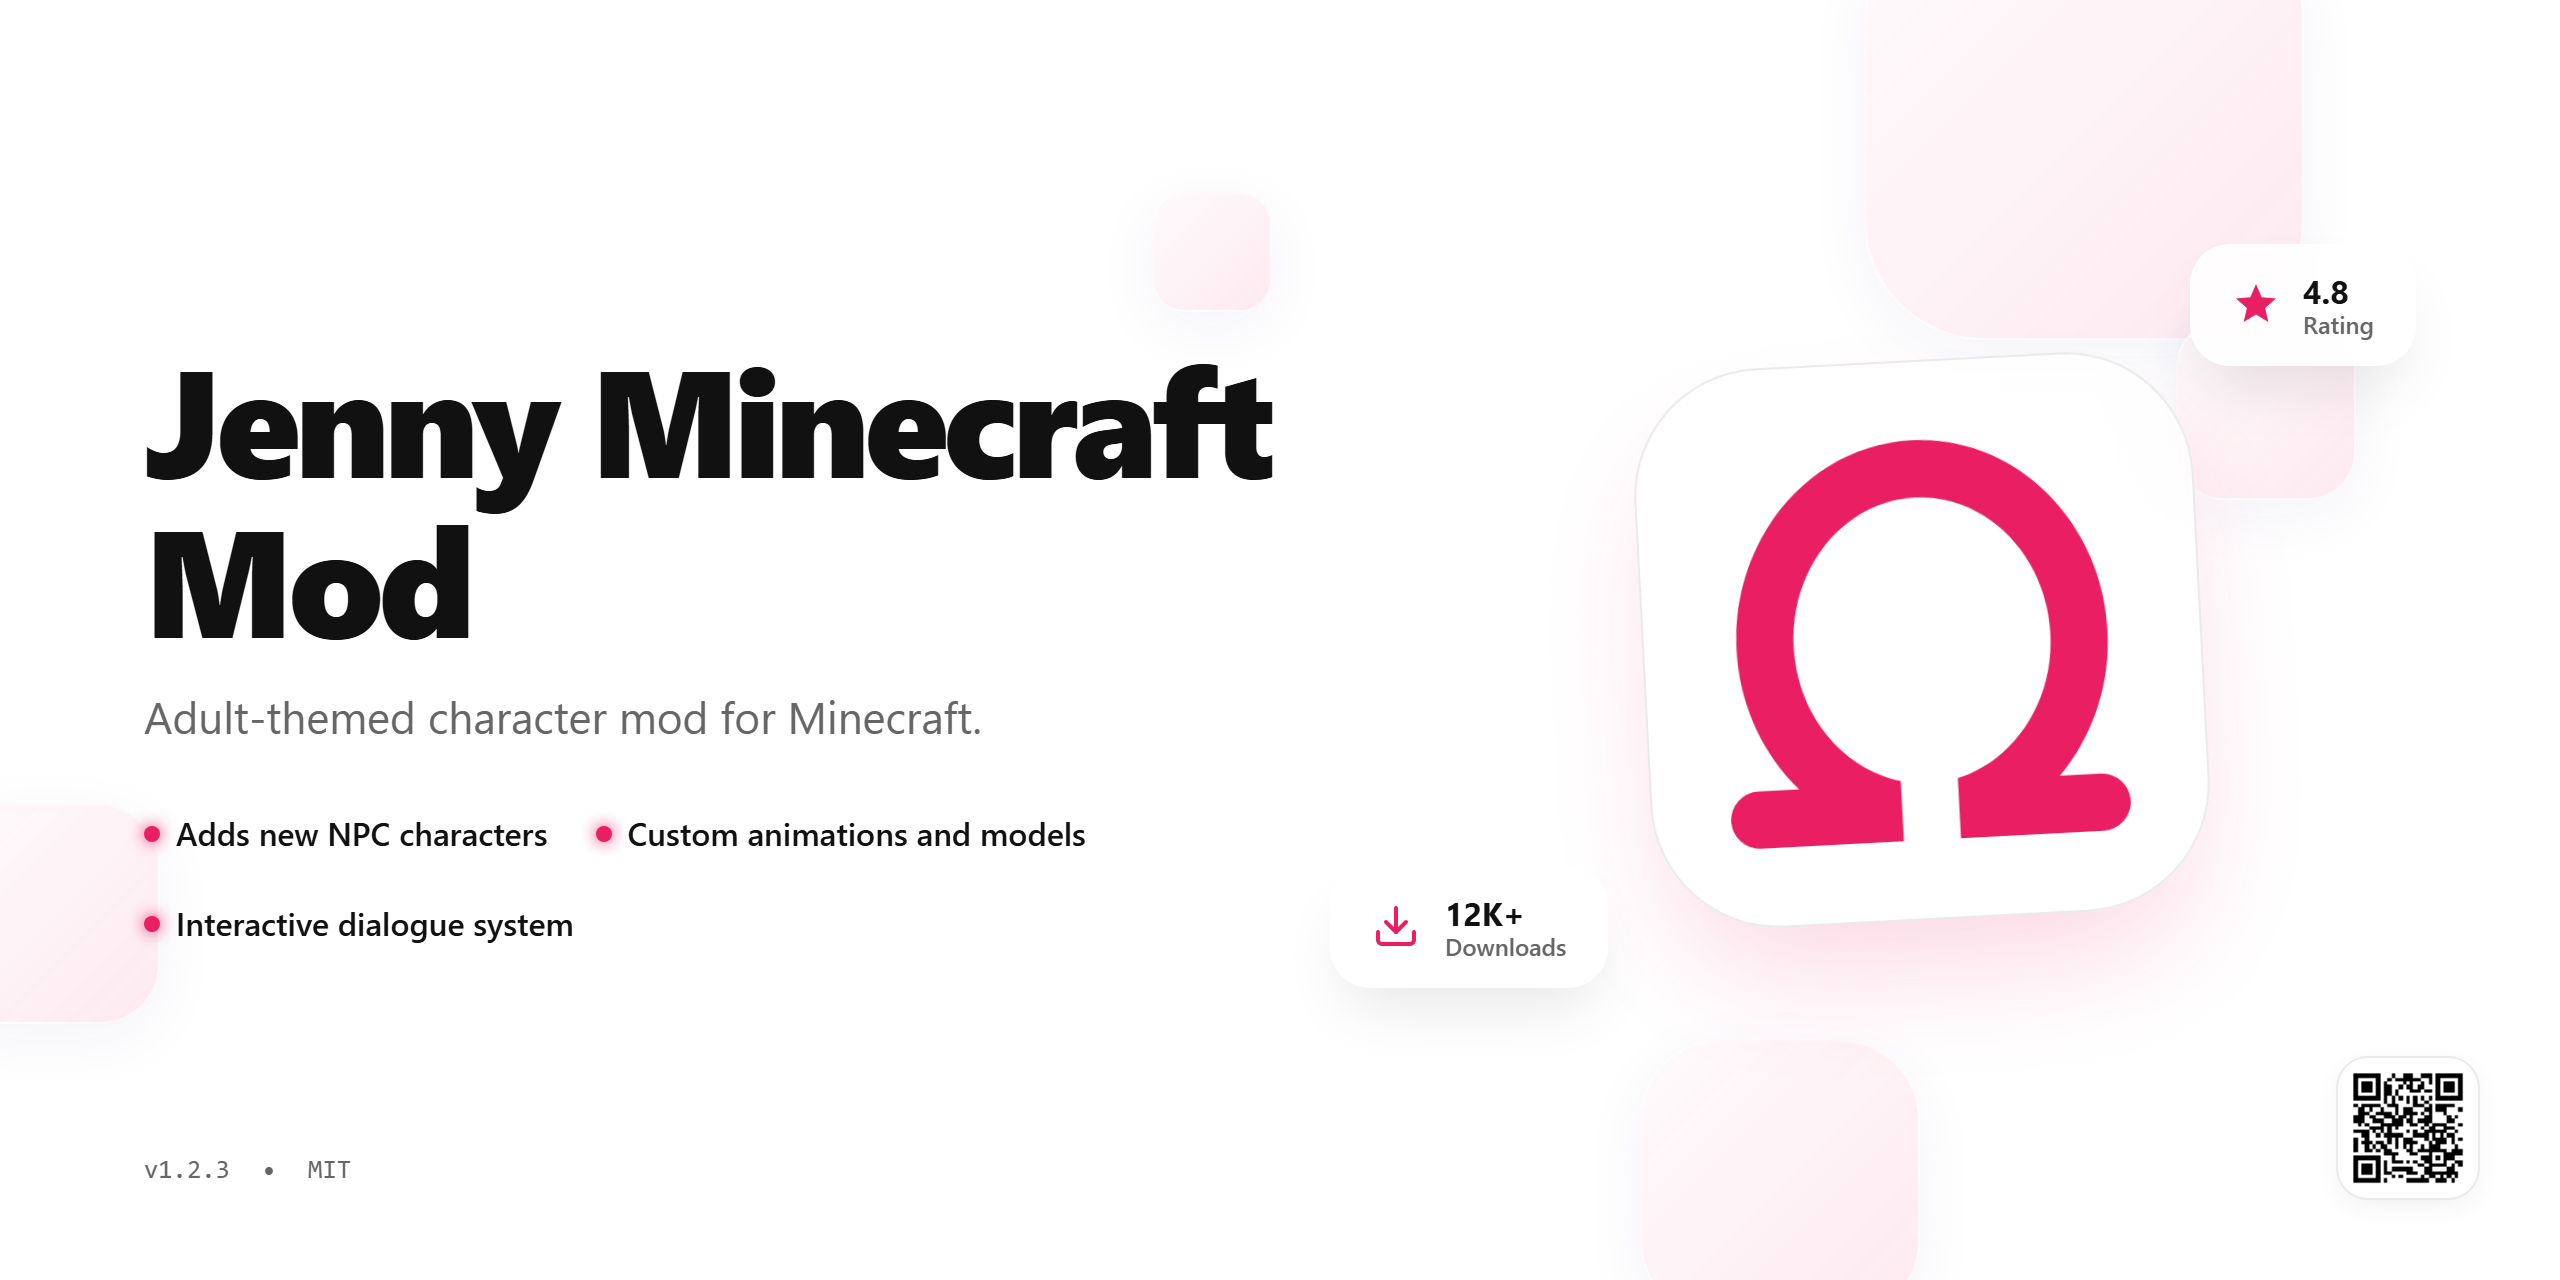 Jenny Minecraft
Mod
Adult-themed character mod for Minecraft.
Adds new NPC characters
Custom animations and models
Interactive dialogue system
4.8
Rating
12K+
Downloads
v1.2.3 • MIT